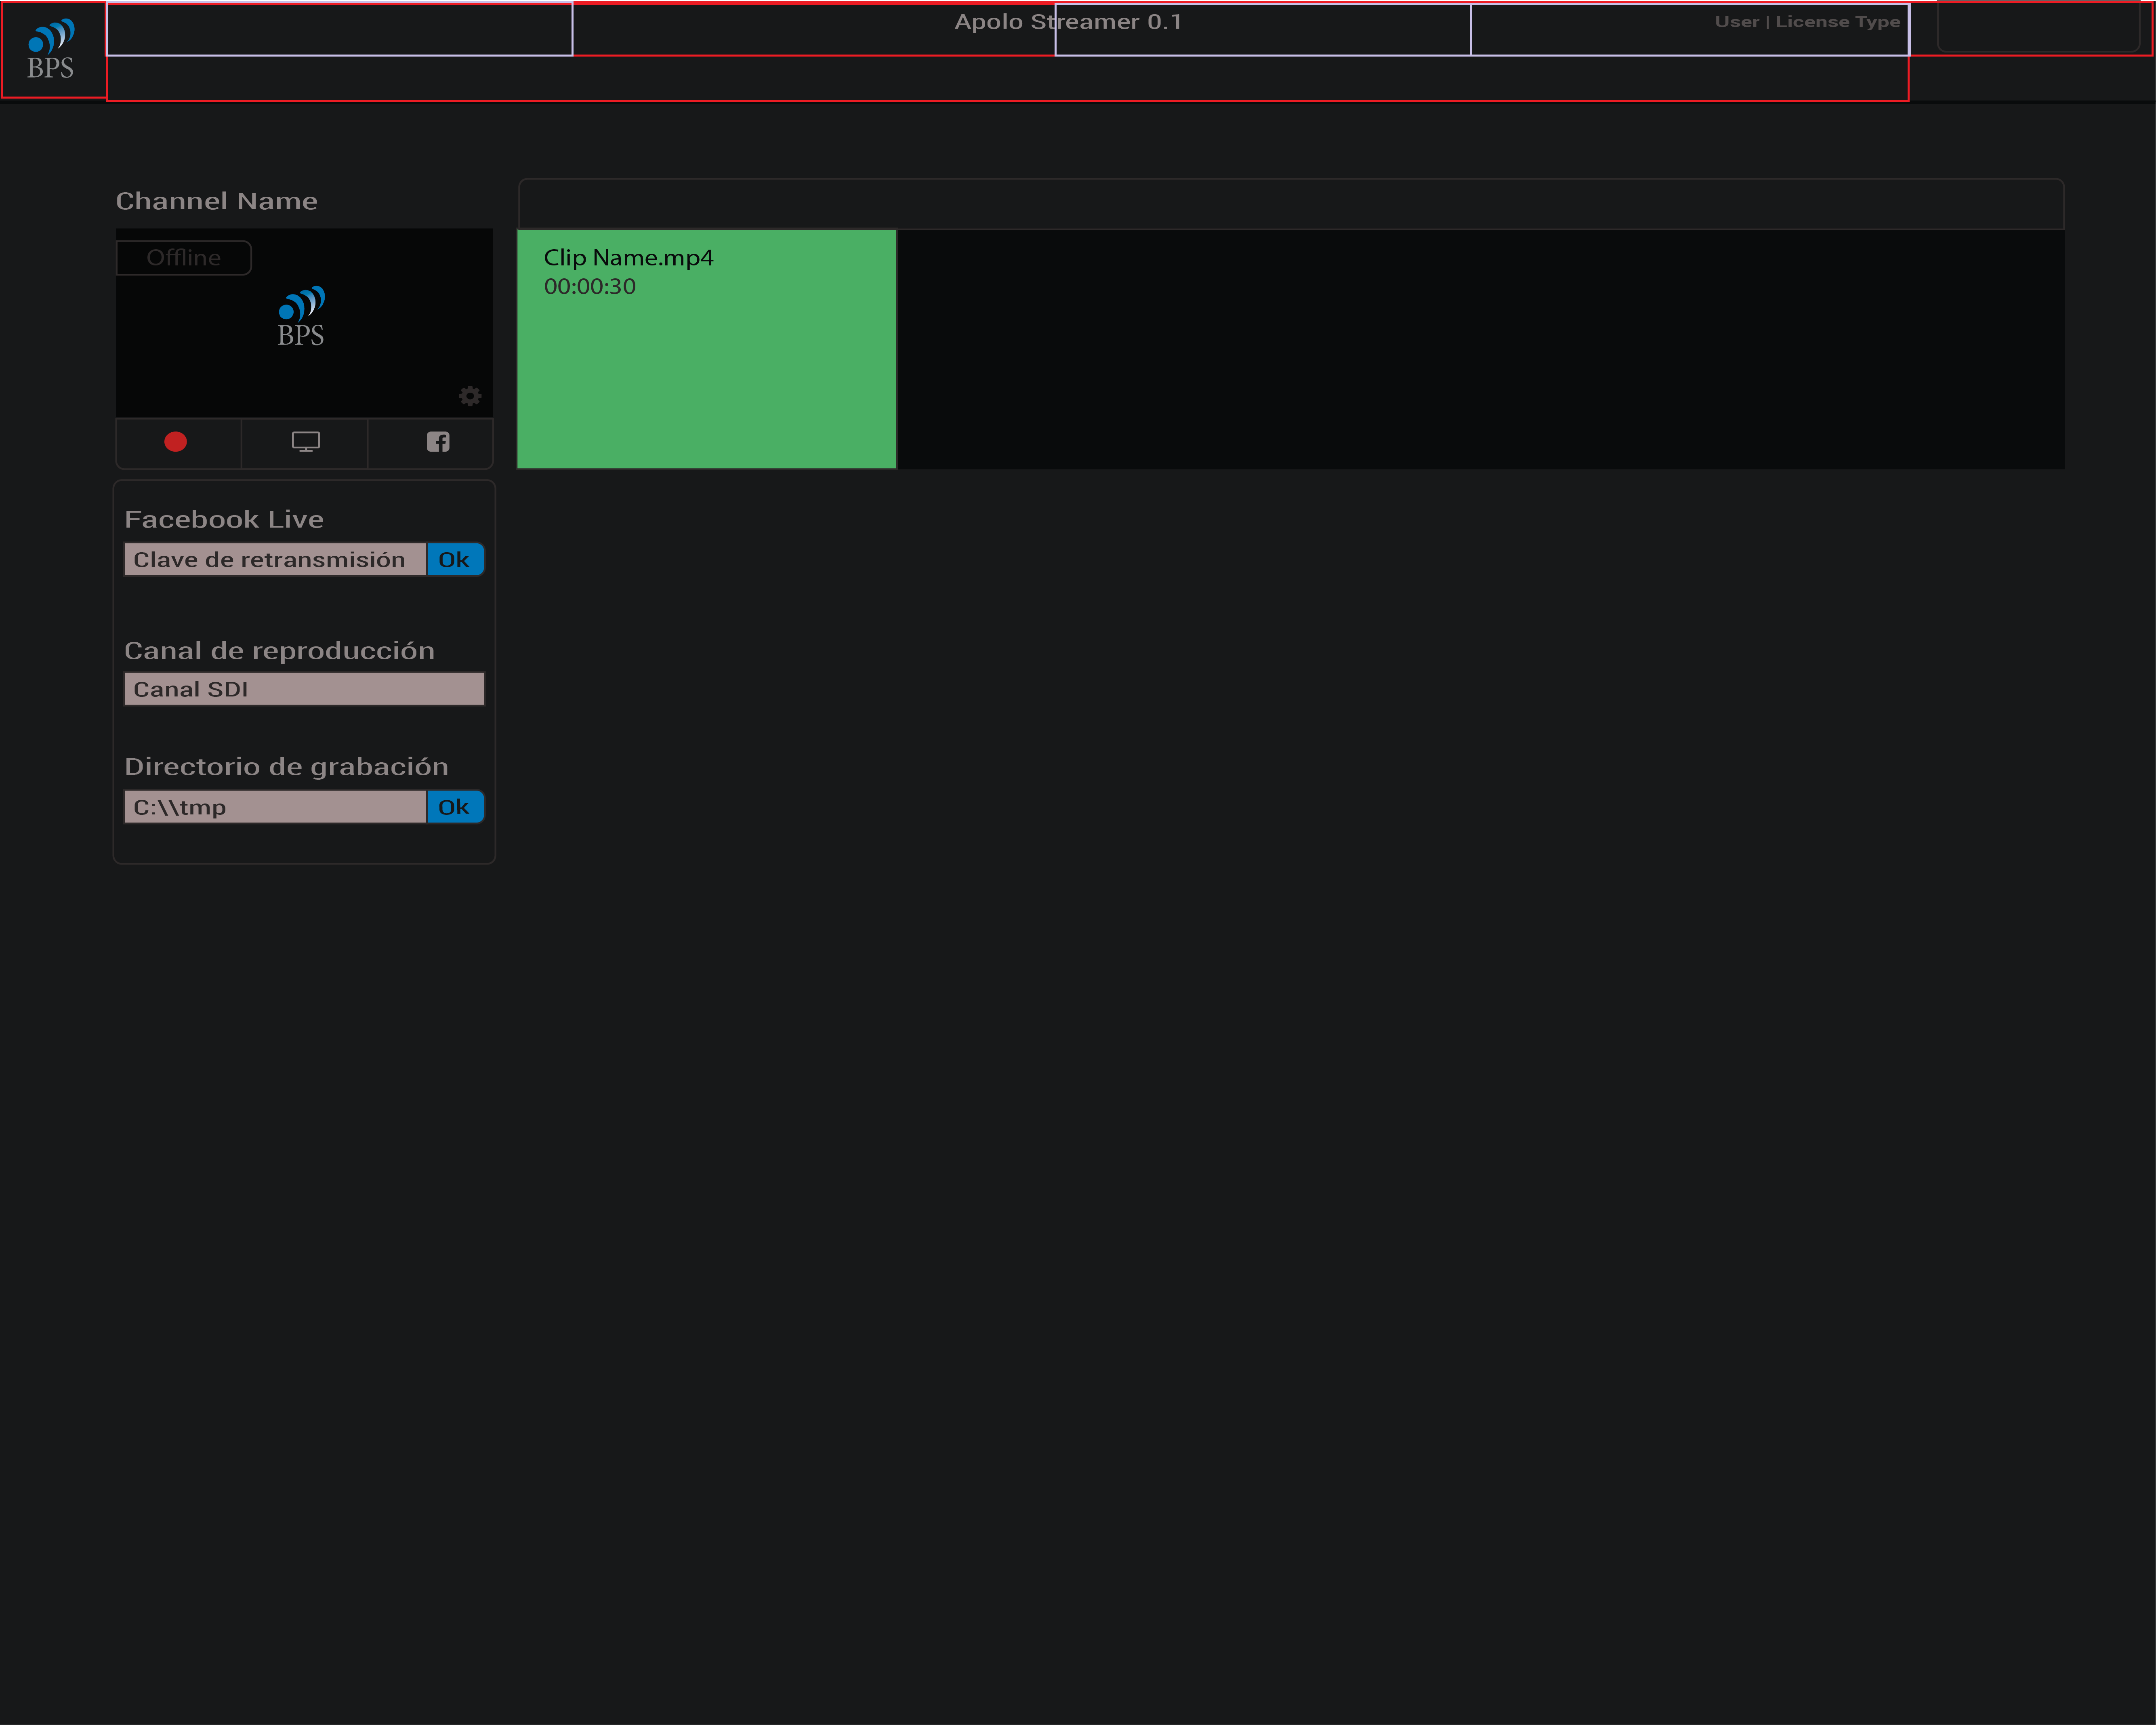 BPS
Apolo Streamer 0.1
User | License Type
Channel Name
Offline
BPS
Clip Name.mp4
00:00:30
Facebook Live
Clave de retransmisión Ok
Canal de reproducción
Canal SDI
Directorio de grabación
C:\\tmp Ok